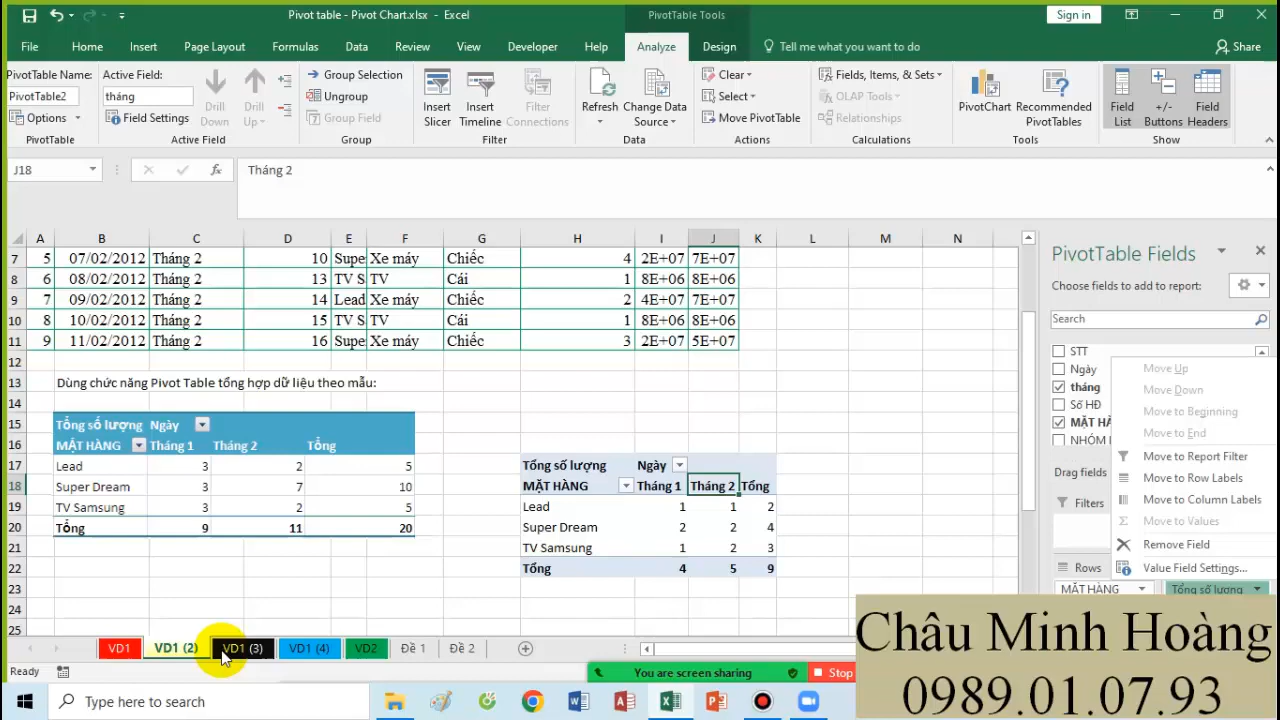 Pivot table - Pivot Chart.xlsx - Excel
PivotTable Tools
Sign in
File Home Insert Page Layout Formulas Data Review View Developer Help Analyze Design Tell me what you want to do Share
PivotTable Name:
PivotTable2
Options
PivotTable
Active Field:
tháng
Field Settings
Drill Down
Drill Up
Active Field
Group Selection
Ungroup
Group Field
Group
Insert Slicer
Insert Timeline
Filter Connections
Filter
Refresh
Change Data Source
Data
Clear
Select
Move PivotTable
Actions
Fields, Items, & Sets
OLAP Tools
Relationships
Calculations
PivotChart
Recommended PivotTables
Tools
Field List
+/- Buttons
Field Headers
Show
J18 fx Tháng 2
A B C D E F G H I J K L M N
7 5 07/02/2012 Tháng 2 10 Supe Xe máy Chiếc 4 2E+07 7E+07
8 6 08/02/2012 Tháng 2 13 TV S TV Cái 1 8E+06 8E+06
9 7 09/02/2012 Tháng 2 14 Lead Xe máy Chiếc 2 4E+07 7E+07
10 8 10/02/2012 Tháng 2 15 TV S TV Cái 1 8E+06 8E+06
11 9 11/02/2012 Tháng 2 16 Supe Xe máy Chiếc 3 2E+07 5E+07
12
13 Dùng chức năng Pivot Table tổng hợp dữ liệu theo mẫu:
14
15 Tổng số lượng Ngày
16 MẶT HÀNG Tháng 1 Tháng 2 Tổng
17 Lead 3 2 5 Tổng số lượng Ngày
18 Super Dream 3 7 10 MẶT HÀNG Tháng 1 Tháng 2 Tổng
19 TV Samsung 3 2 5 Lead 1 1 2
20 Tổng 9 11 20 Super Dream 2 2 4
21 TV Samsung 1 2 3
22 Tổng 4 5 9
23
24
25
PivotTable Fields
Choose fields to add to report:
Search
STT
Ngày
tháng
Số HĐ
MẶT HÀ
NHÓM
Drag fields
Filters
Rows
MẶT HÀNG
Tổng số lượng
Move Up
Move Down
Move to Beginning
Move to End
Move to Report Filter
Move to Row Labels
Move to Column Labels
Move to Values
Remove Field
Value Field Settings...
VD1 VD1 (2) VD1 (3) VD1 (4) VD2 Đề 1 Đề 2
Ready
You are screen sharing
Stop
Type here to search
Châu Minh Hoàng
0989.01.07.93